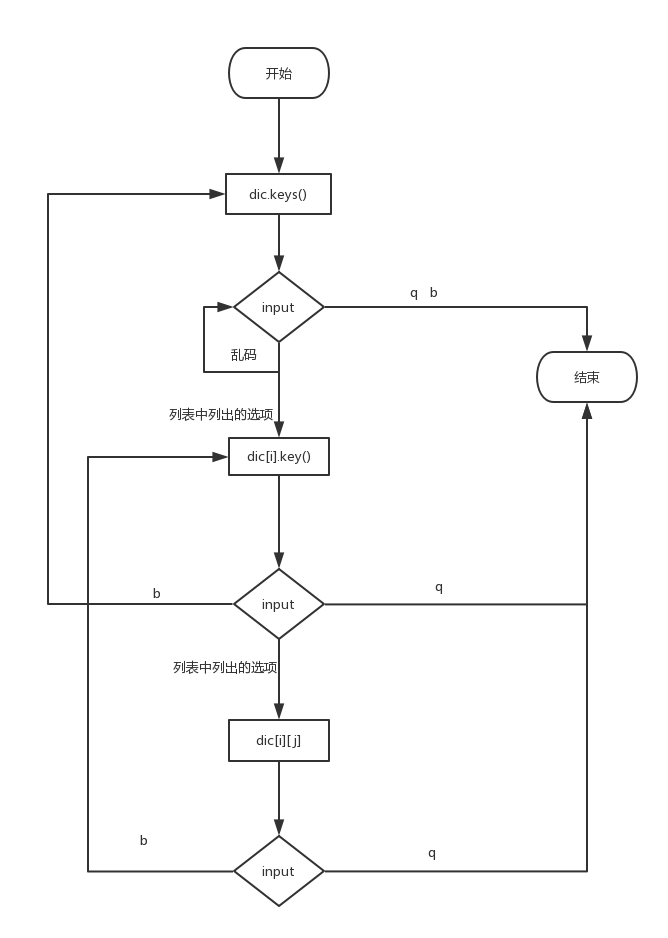 开始
dic.keys()
input
q b
乱码
结束
列表中列出的选项
dic[i].key()
b
input
q
列表中列出的选项
dic[i][j]
b
input
q